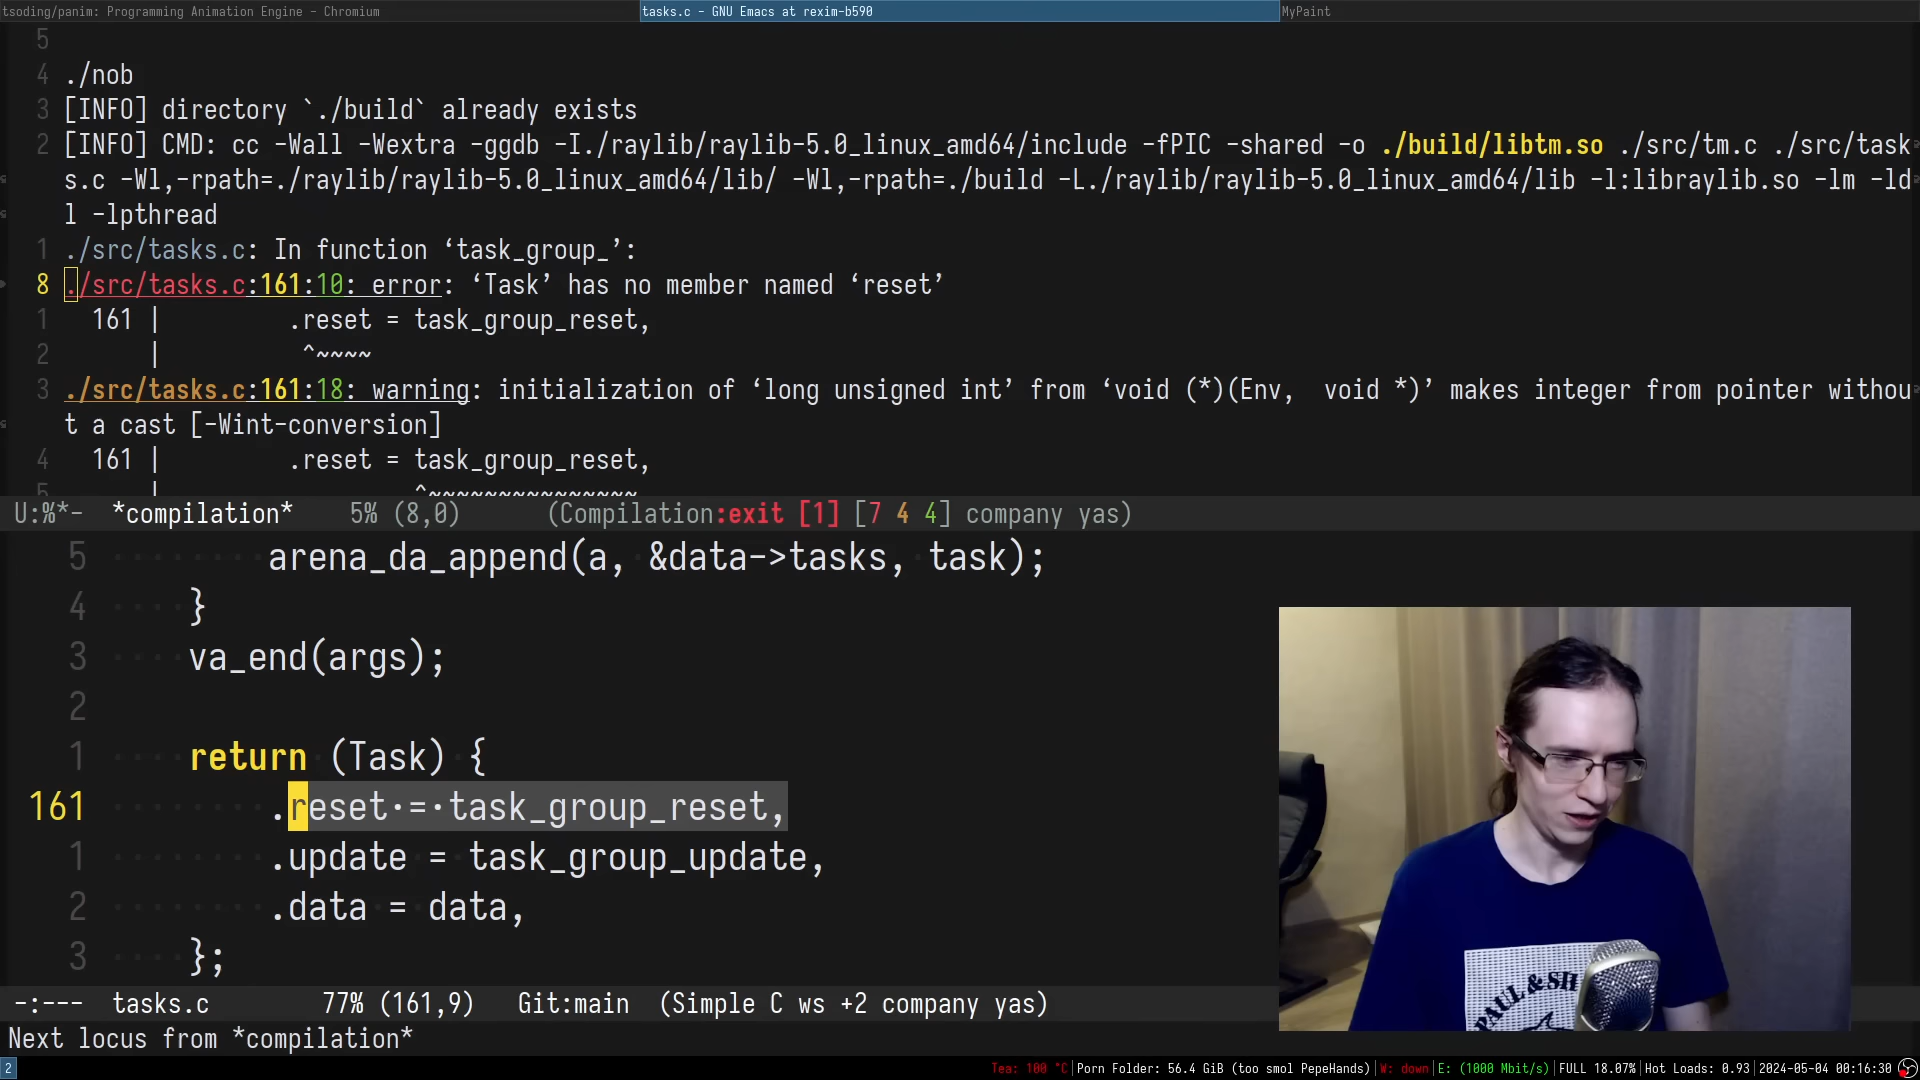 tsoding/panim: Programming Animation Engine - Chromium
tasks.c - GNU Emacs at rexim-b590
MyPaint
5
4 ./nob
3 [INFO] directory `./build` already exists
2 [INFO] CMD: cc -Wall -Wextra -ggdb -I./raylib/raylib-5.0_linux_amd64/include -fPIC -shared -o ./build/libtm.so ./src/tm.c ./src/task
s.c -Wl,-rpath=./raylib/raylib-5.0_linux_amd64/lib/ -Wl,-rpath=./build -L./raylib/raylib-5.0_linux_amd64/lib -l:libraylib.so -lm -ld
l -lpthread
1 ./src/tasks.c: In function ‘task_group_’:
8 ./src/tasks.c:161:10: error: ‘Task’ has no member named ‘reset’
1 161 | .reset = task_group_reset,
2 | ^~~~~
3 ./src/tasks.c:161:18: warning: initialization of ‘long unsigned int’ from ‘void (*)(Env, void *)’ makes integer from pointer withou
t a cast [-Wint-conversion]
4 161 | .reset = task_group_reset,
5 | ^~~~~~~~~~~~~~~~
U:%*- *compilation* 5% (8,0) (Compilation:exit [1] [7 4 4] company yas)
5 arena_da_append(a, &data->tasks, task);
4 }
3 va_end(args);
2
1 return (Task) {
161 .reset·=·task_group_reset,
1 .update = task_group_update,
2 .data = data,
3 };
-:--- tasks.c 77% (161,9) Git:main (Simple C ws +2 company yas)
Next locus from *compilation*
PAUL & SH
2 Tea: 100 °C|Porn Folder: 56.4 GiB (too smol PepeHands)|W: down|E: (1000 Mbit/s)|FULL 18.07%|Hot Loads: 0.93|2024-05-04 00:16:30